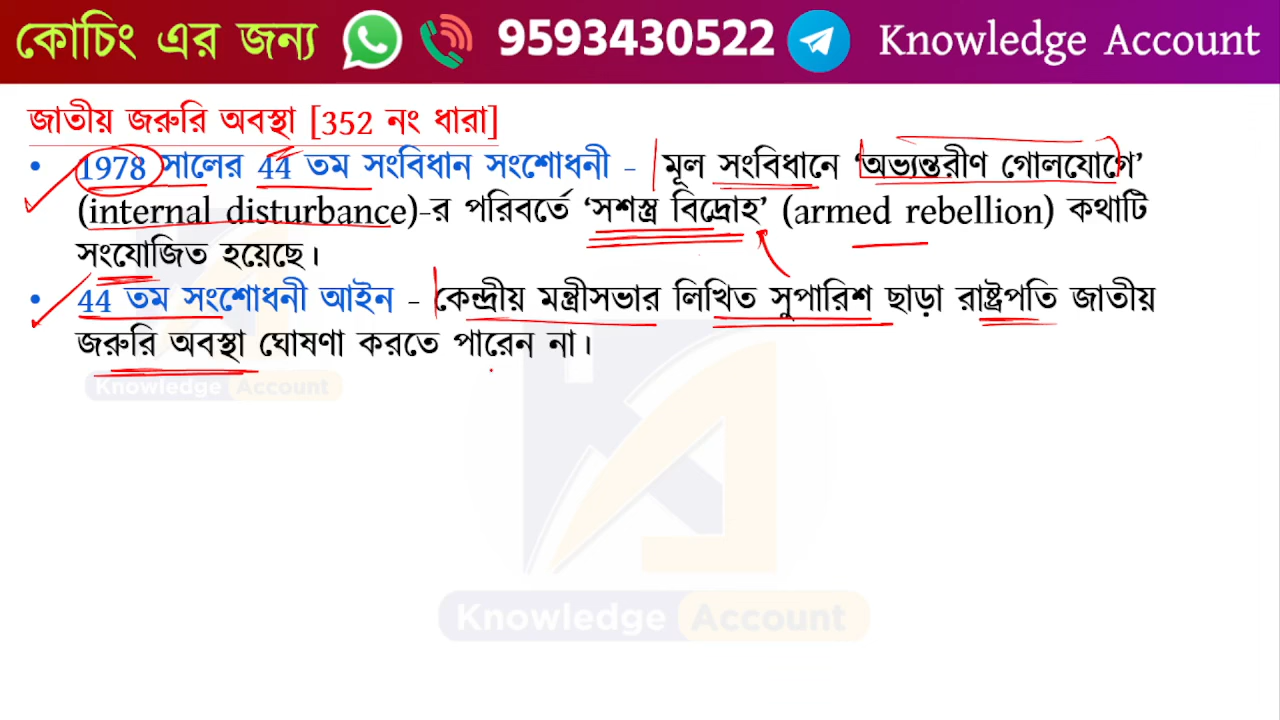 কোচিং এর জন্য 9593430522 Knowledge Account
জাতীয় জরুরি অবস্থা [352 নং ধারা]
• 1978 সালের 44 তম সংবিধান সংশোধনী - মূল সংবিধানে ‘অভ্যন্তরীণ গোলযোগে’
(internal disturbance)-র পরিবর্তে ‘সশস্ত্র বিদ্রোহ’ (armed rebellion) কথাটি
সংযোজিত হয়েছে।
• 44 তম সংশোধনী আইন - কেন্দ্রীয় মন্ত্রীসভার লিখিত সুপারিশ ছাড়া রাষ্ট্রপতি জাতীয়
জরুরি অবস্থা ঘোষণা করতে পারেন না।
Knowledge Account
Knowledge Account